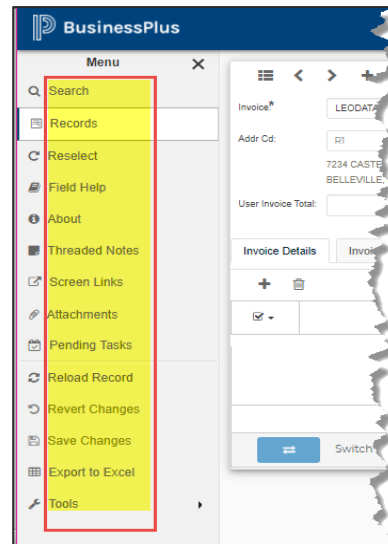 BusinessPlus
Menu
Search
Records
Reselect
Field Help
About
Threaded Notes
Screen Links
Attachments
Pending Tasks
Reload Record
Revert Changes
Save Changes
Export to Excel
Tools
Invoice:*
LEODATA
Addr Cd:
R1
7234 CASTE
BELLEVILLE,
User Invoice Total:
Invoice Details
Switch